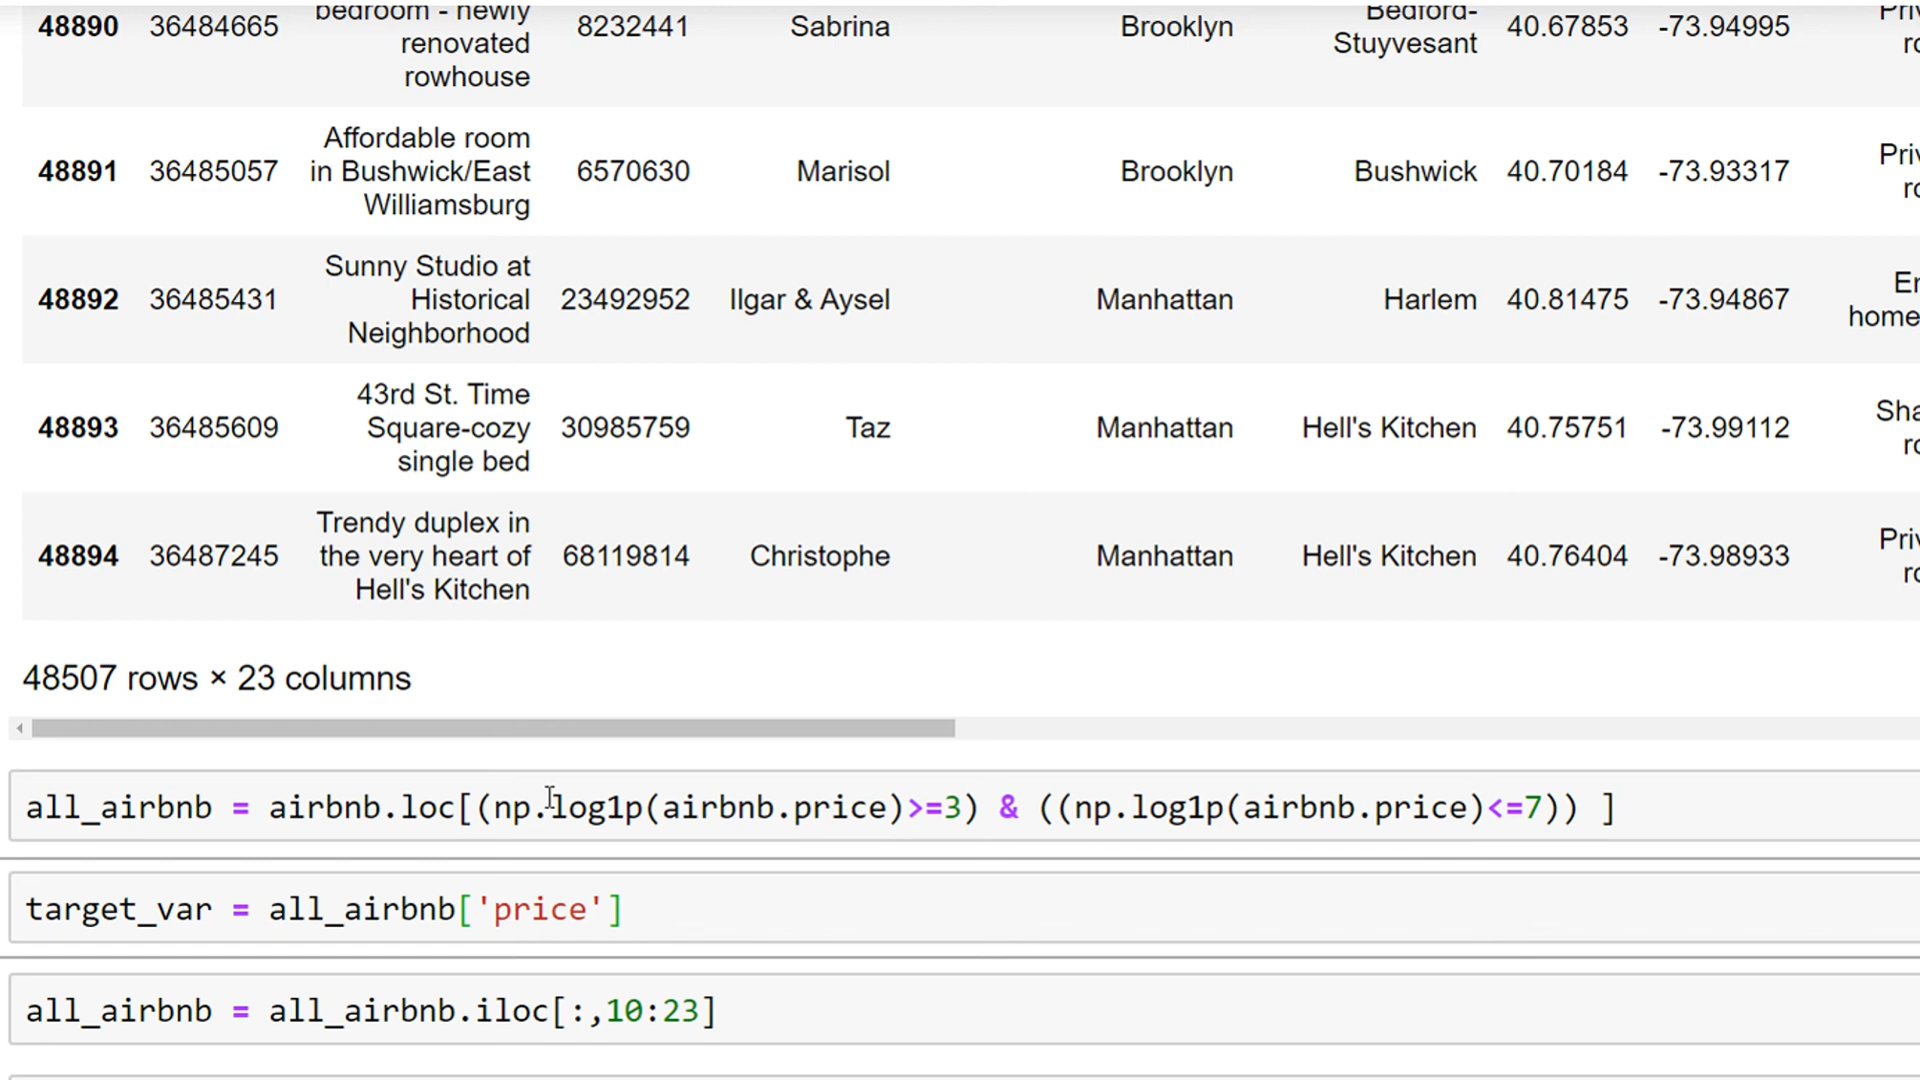 48890 36484665 bedroom - newly renovated rowhouse 8232441 Sabrina Brooklyn Bedford-Stuyvesant 40.67853 -73.94995
48891 36485057 Affordable room in Bushwick/East Williamsburg 6570630 Marisol Brooklyn Bushwick 40.70184 -73.93317
48892 36485431 Sunny Studio at Historical Neighborhood 23492952 Ilgar & Aysel Manhattan Harlem 40.81475 -73.94867
48893 36485609 43rd St. Time Square-cozy single bed 30985759 Taz Manhattan Hell's Kitchen 40.75751 -73.99112
48894 36487245 Trendy duplex in the very heart of Hell's Kitchen 68119814 Christophe Manhattan Hell's Kitchen 40.76404 -73.98933
48507 rows × 23 columns
all_airbnb = airbnb.loc[(np.log1p(airbnb.price)>=3) & ((np.log1p(airbnb.price)<=7)) ]
target_var = all_airbnb['price']
all_airbnb = all_airbnb.iloc[:,10:23]